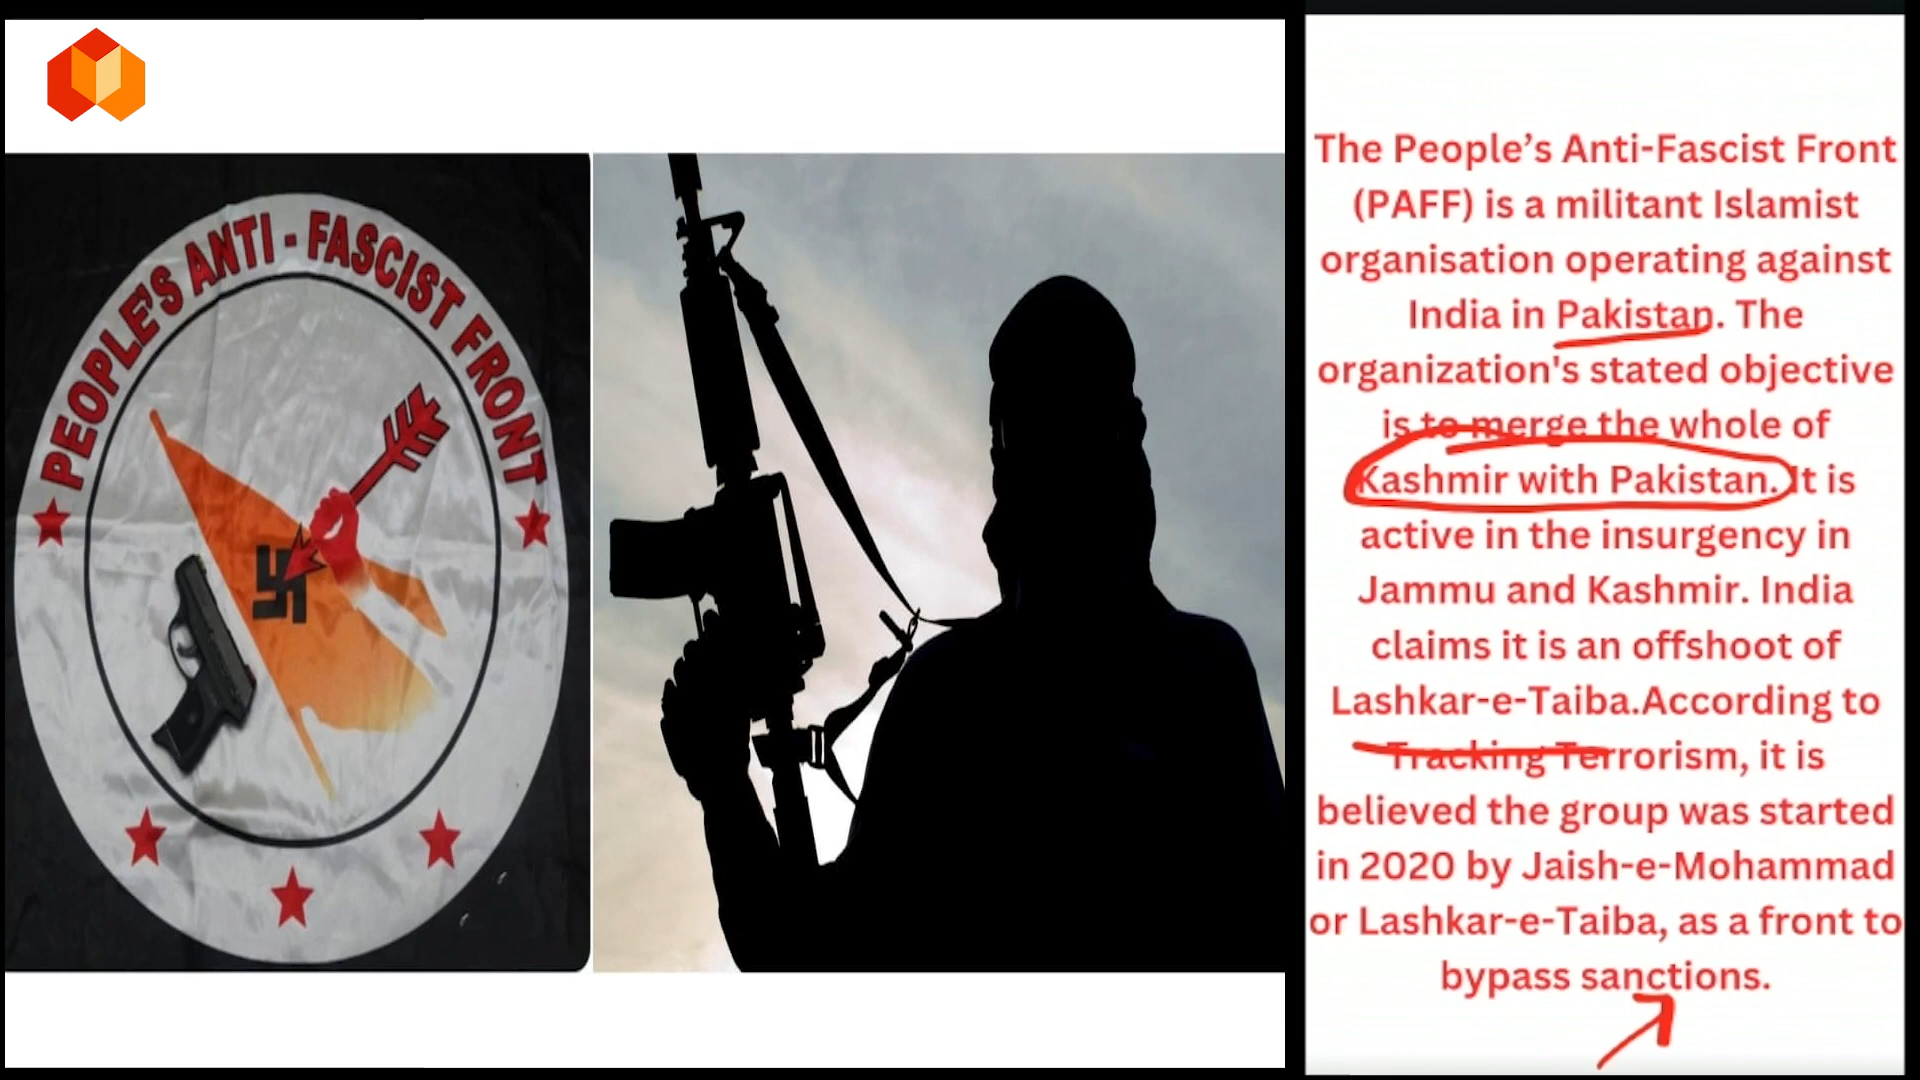 PEOPLE'S ANTI - FASCIST FRONT
The People’s Anti-Fascist Front
(PAFF) is a militant Islamist
organisation operating against
India in Pakistan. The
organization's stated objective
is to merge the whole of
Kashmir with Pakistan. It is
active in the insurgency in
Jammu and Kashmir. India
claims it is an offshoot of
Lashkar-e-Taiba.According to
Tracking Terrorism, it is
believed the group was started
in 2020 by Jaish-e-Mohammad
or Lashkar-e-Taiba, as a front to
bypass sanctions.